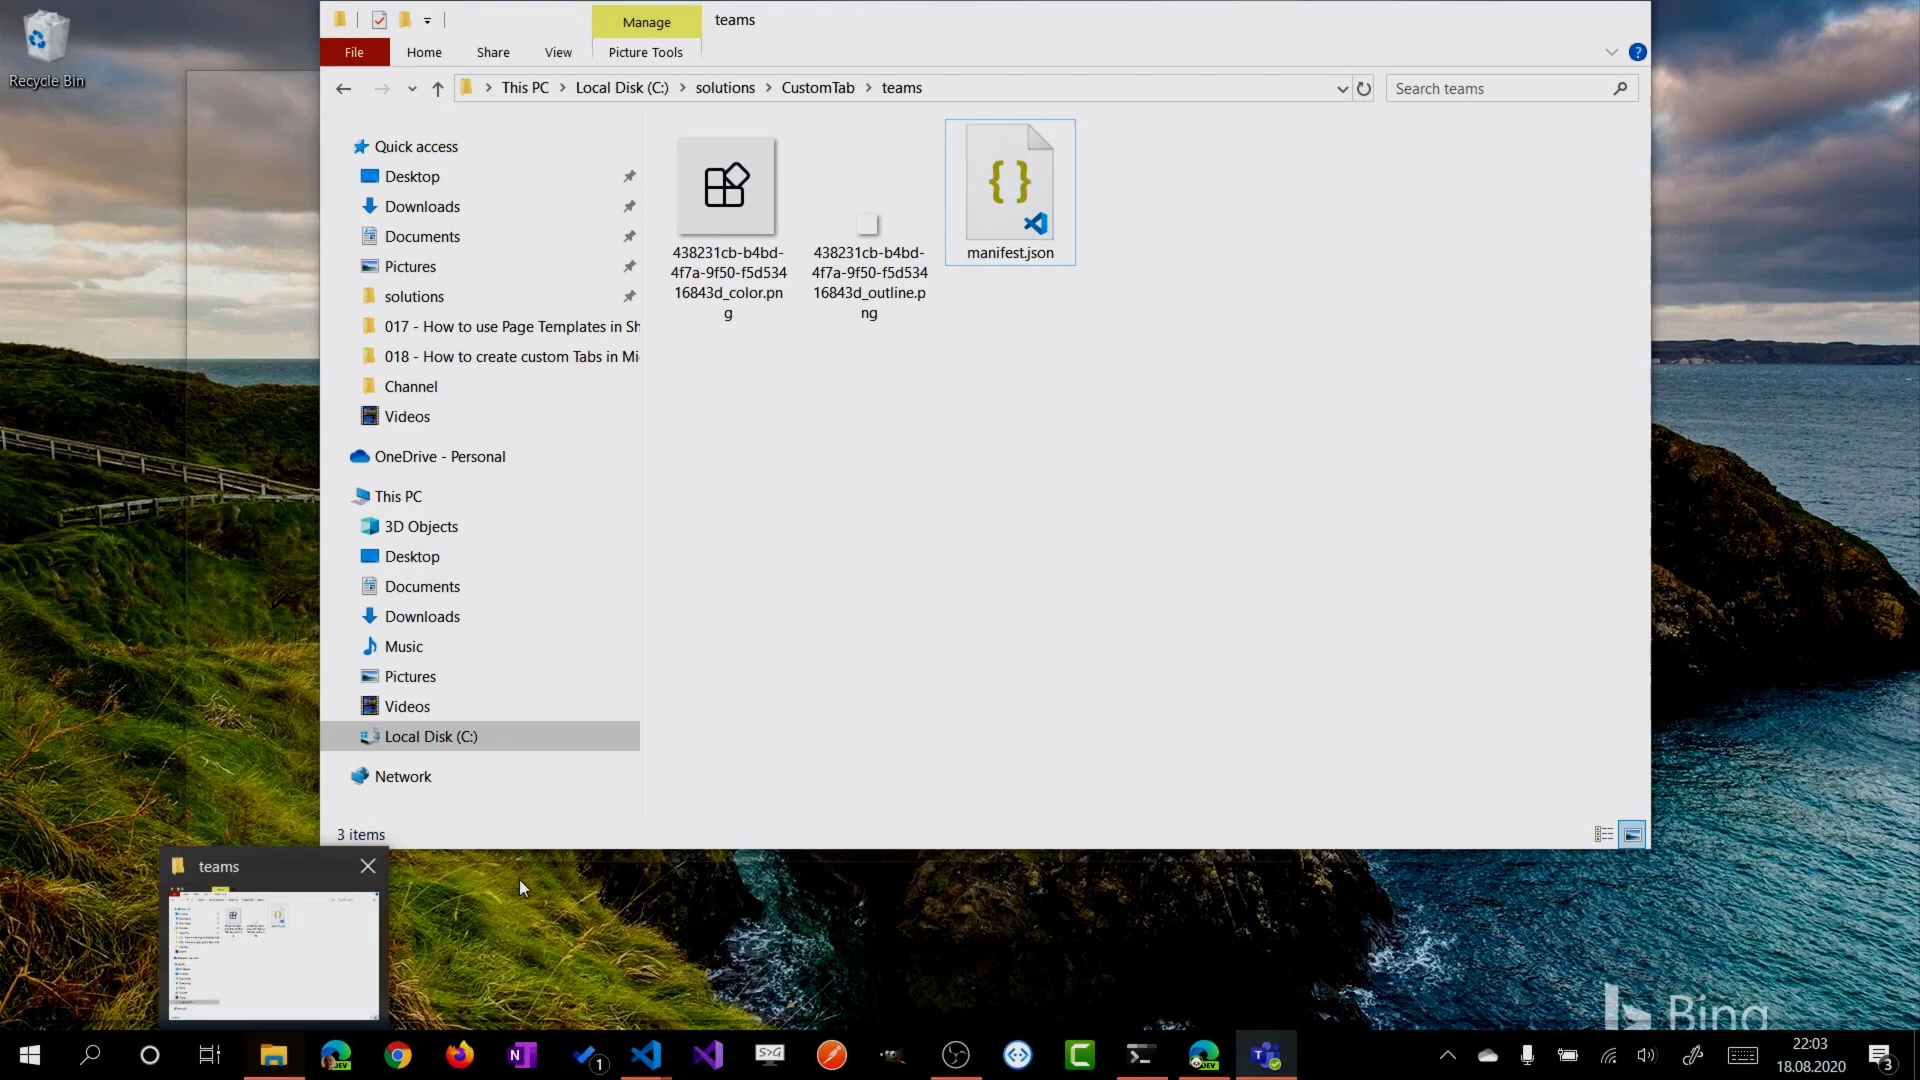 Recycle Bin
Manage
teams
File
Home
Share
View
Picture Tools
This PC
Local Disk (C:)
solutions
CustomTab
teams
Search teams
Quick access
Desktop
Downloads
Documents
Pictures
solutions
017 - How to use Page Templates in Sh
018 - How to create custom Tabs in Mi
Channel
Videos
OneDrive - Personal
This PC
3D Objects
Desktop
Documents
Downloads
Music
Pictures
Videos
Local Disk (C:)
Network
438231cb-b4bd-
4f7a-9f50-f5d534
16843d_color.pn
g
438231cb-b4bd-
4f7a-9f50-f5d534
16843d_outline.p
ng
{ }
manifest.json
3 items
teams
Bing
DEV
N
1
S>G
DEV
22:03
18.08.2020
3